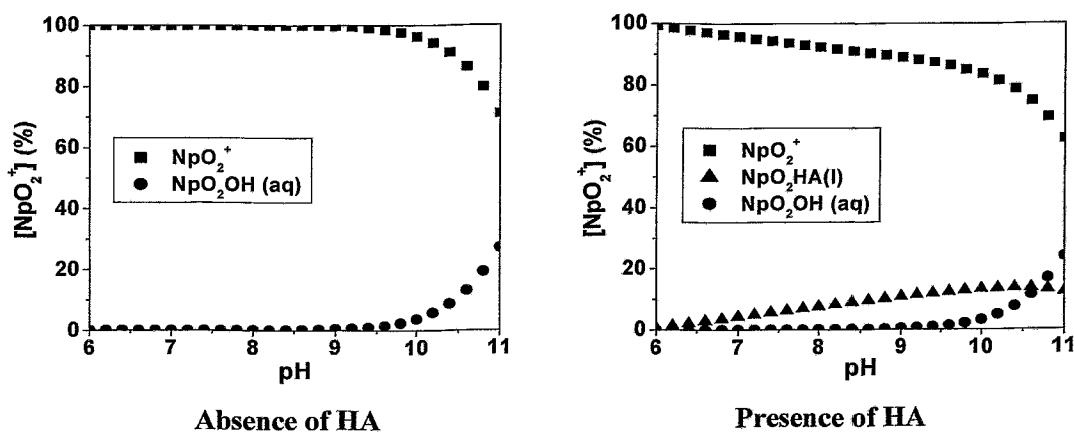 100
80
60
40
20
0
[NpO₂⁺] (%)
NpO₂⁺
NpO₂OH (aq)
6 7 8 9 10 11
pH
Absence of HA
100
80
60
40
20
0
[NpO₂⁺] (%)
NpO₂⁺
NpO₂HA(I)
NpO₂OH (aq)
6 7 8 9 10 11
pH
Presence of HA